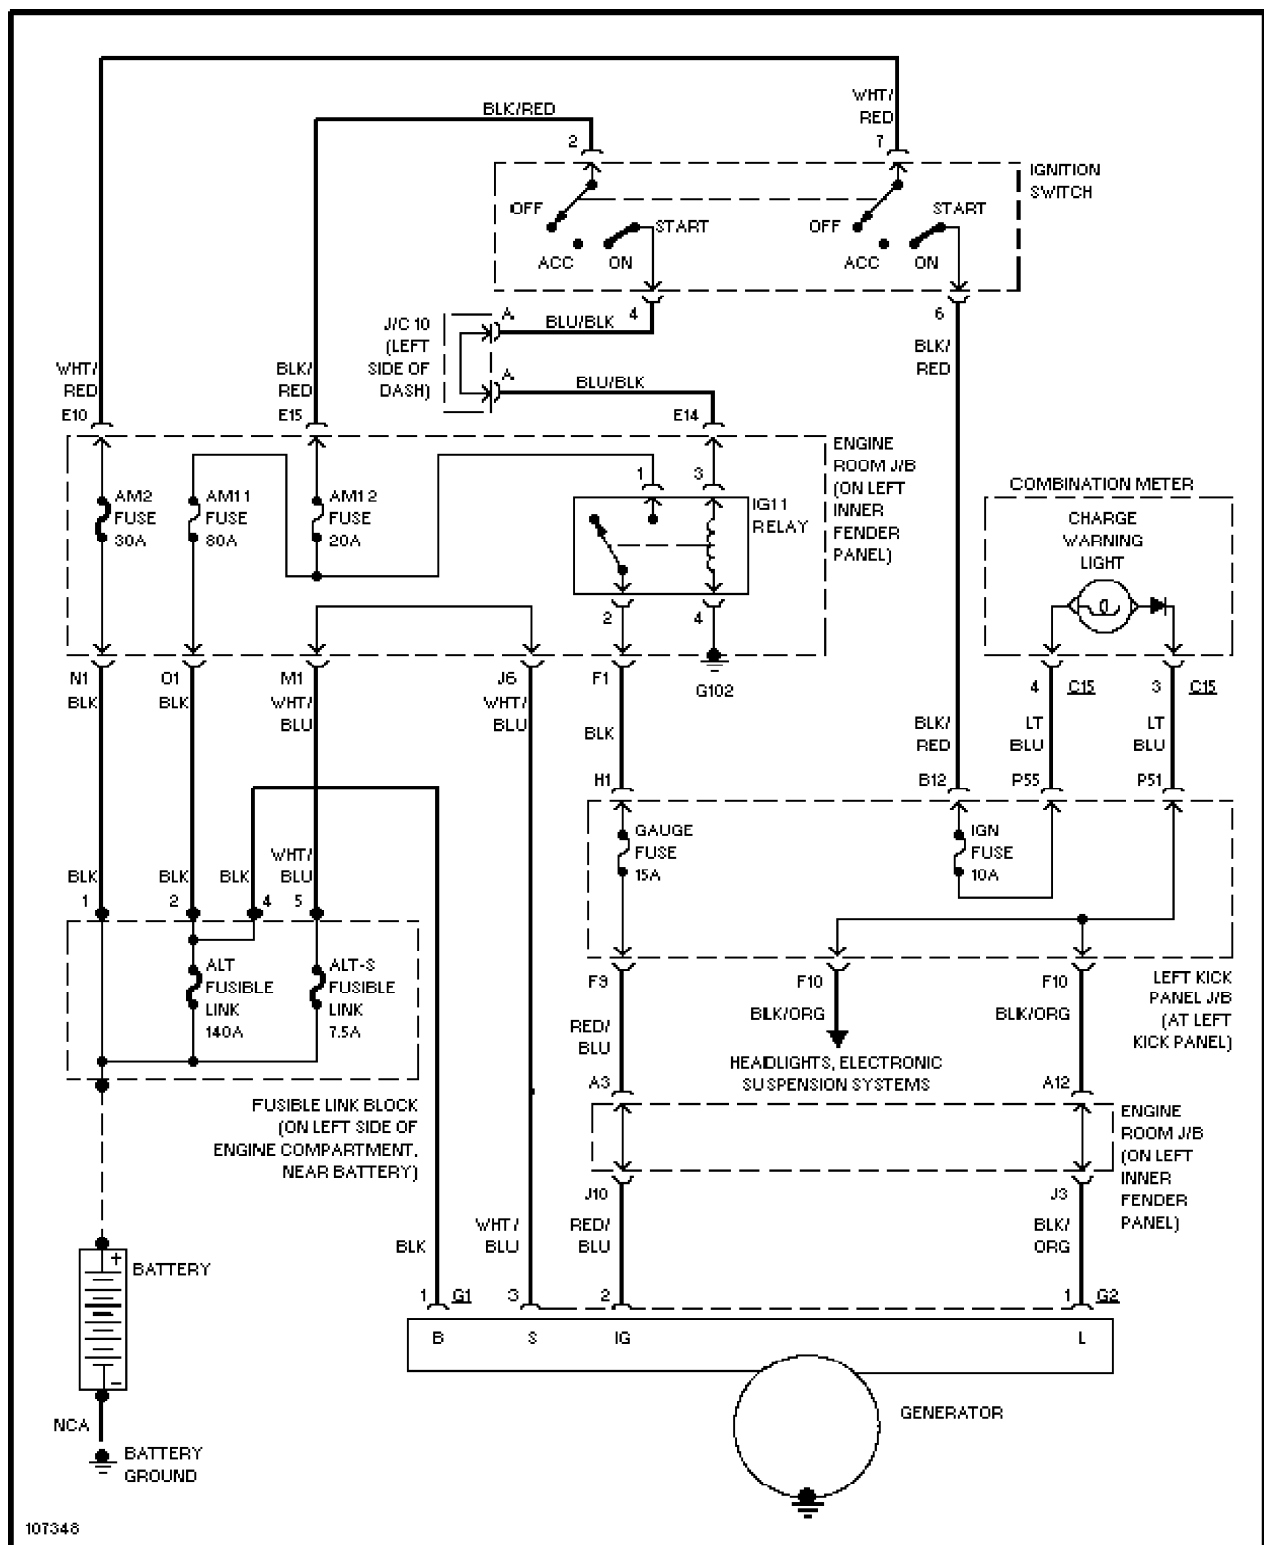 BLK/RED
WHT/
RED
2
7
IGNITION
SWITCH
OFF
START
ACC
ON
OFF
START
ACC
ON
J/C 10
(LEFT
SIDE OF
DASH)
A
BLU/BLK
4
6
BLK/
RED
A
BLU/BLK
WHT/
RED
E10
BLK/
RED
E15
E14
ENGINE
ROOM J/B
(ON LEFT
INNER
FENDER
PANEL)
AM2
FUSE
30A
AM11
FUSE
80A
AM12
FUSE
20A
1
3
IG11
RELAY
2
4
COMBINATION METER
CHARGE
WARNING
LIGHT
N1
BLK
O1
BLK
M1
WHT/
BLU
J6
WHT/
BLU
F1
G102
BLK
H1
BLK/
RED
B12
4
C15
3
C15
LT
BLU
LT
BLU
P55
P51
GAUGE
FUSE
15A
IGN
FUSE
10A
BLK
1
BLK
2
BLK
4
WHT/
BLU
5
ALT
FUSIBLE
LINK
140A
ALT-S
FUSIBLE
LINK
7.5A
F9
F10
F10
LEFT KICK
PANEL J/B
(AT LEFT
KICK PANEL)
RED/
BLU
BLK/ORG
BLK/ORG
HEADLIGHTS, ELECTRONIC
SUSPENSION SYSTEMS
A3
A12
FUSIBLE LINK BLOCK
(ON LEFT SIDE OF
ENGINE COMPARTMENT,
NEAR BATTERY)
ENGINE
ROOM J/B
(ON LEFT
INNER
FENDER
PANEL)
J10
J3
BLK
WHT/
BLU
RED/
BLU
BLK/
ORG
+
BATTERY
-
1
G1
3
2
1
G2
B
S
IG
L
GENERATOR
NCA
BATTERY
GROUND
107348